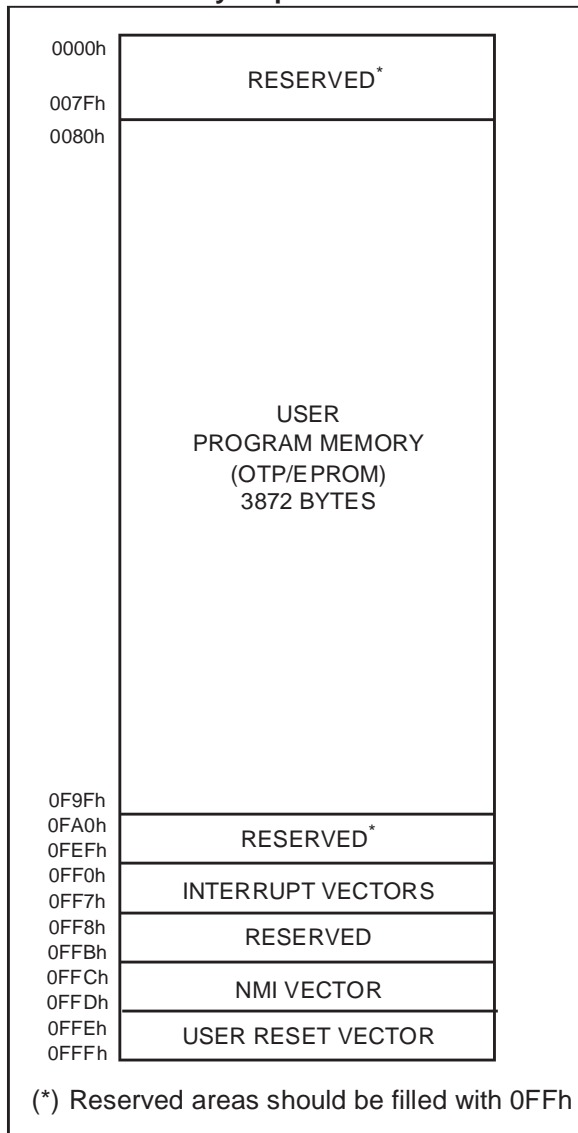 0000h
RESERVED*
007Fh
0080h
USER
PROGRAM MEMORY
(OTP/EPROM)
3872 BYTES
0F9Fh
0FA0h
RESERVED*
0FEFh
0FF0h
INTERRUPT VECTORS
0FF7h
0FF8h
RESERVED
0FFBh
0FFCh
NMI VECTOR
0FFDh
0FFEh
USER RESET VECTOR
0FFFh
(*) Reserved areas should be filled with 0FFh